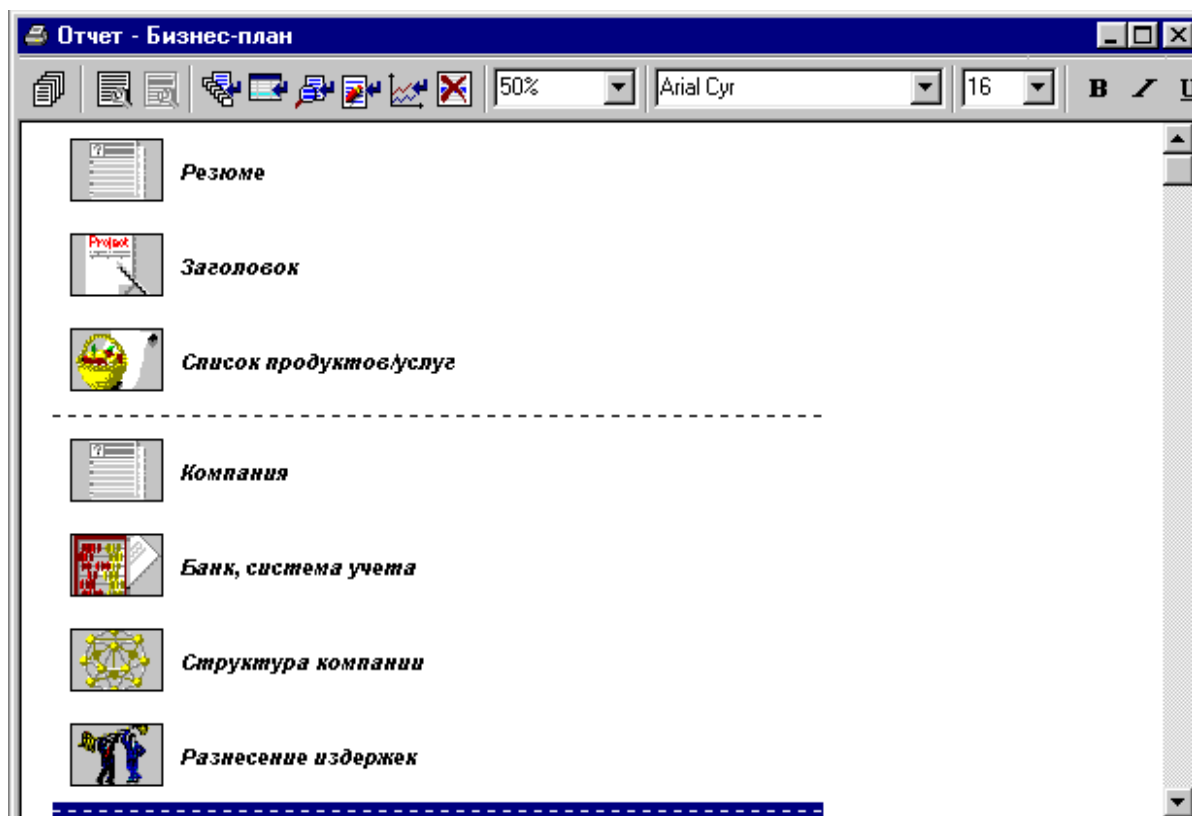 Отчет - Бизнес-план
50% Arial Cyr 16 B I U
Резюме
Project
Заголовок
Список продуктов/услуг
Компания
Банк, система учета
Структура компании
Разнесение издержек